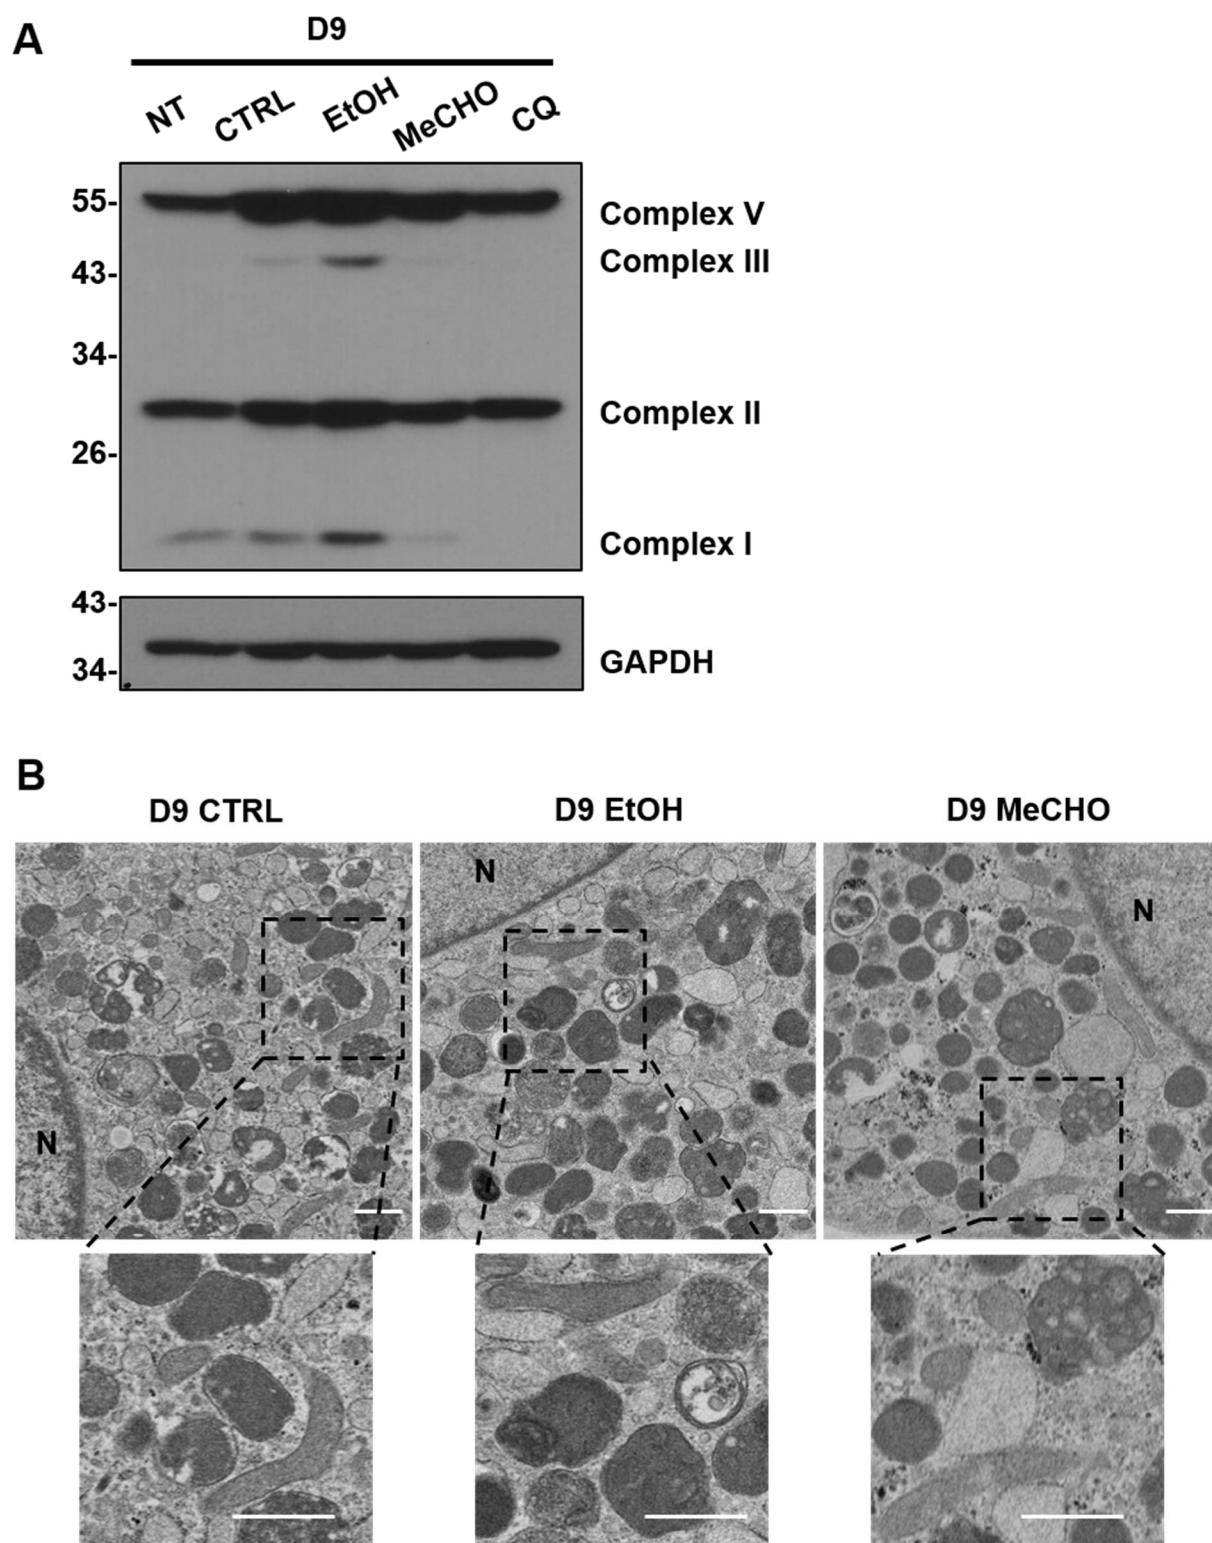 A
D9
NT CTRL EtOH MeCHO CQ
55-
Complex V
43-
Complex III
34-
Complex II
26-
Complex I
43-
34-
GAPDH
B
D9 CTRL D9 EtOH D9 MeCHO
N
N
N